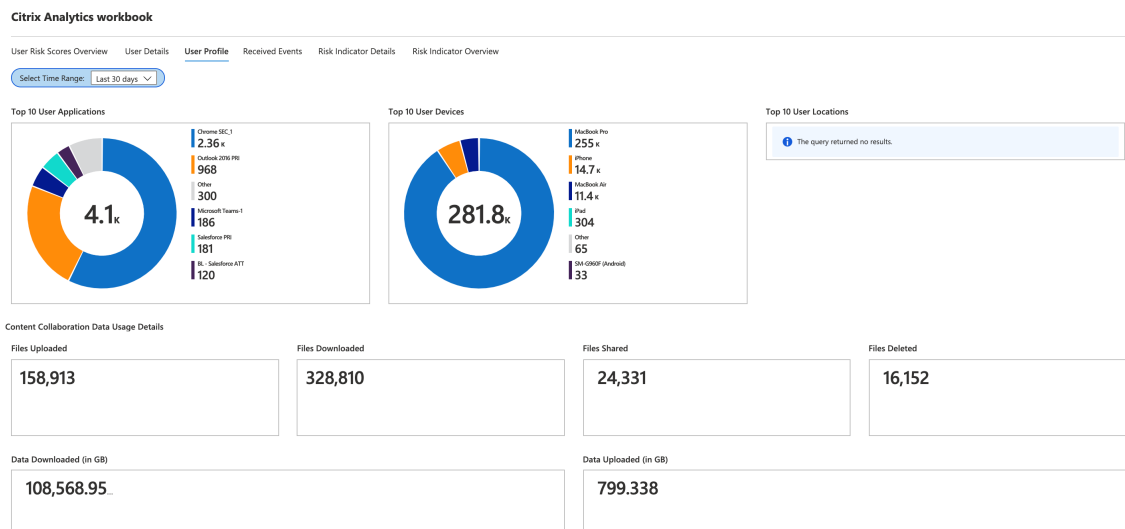 Citrix Analytics workbook
User Risk Scores Overview User Details User Profile Received Events Risk Indicator Details Risk Indicator Overview
Select Time Range: Last 30 days
Top 10 User Applications
Chrome SEC_1
2.36 K
Outlook 2016 PRI
968
Other
300
Microsoft Teams-1
186
Salesforce PRI
181
BL - Salesforce ATT
120
4.1K
Top 10 User Devices
MacBook Pro
255 K
iPhone
14.7 K
MacBook Air
11.4 K
iPad
304
Other
65
SM-G960F (Android)
33
281.8K
Top 10 User Locations
The query returned no results.
Content Collaboration Data Usage Details
Files Uploaded
158,913
Files Downloaded
328,810
Files Shared
24,331
Files Deleted
16,152
Data Downloaded (in GB)
108,568.95...
Data Uploaded (in GB)
799.338